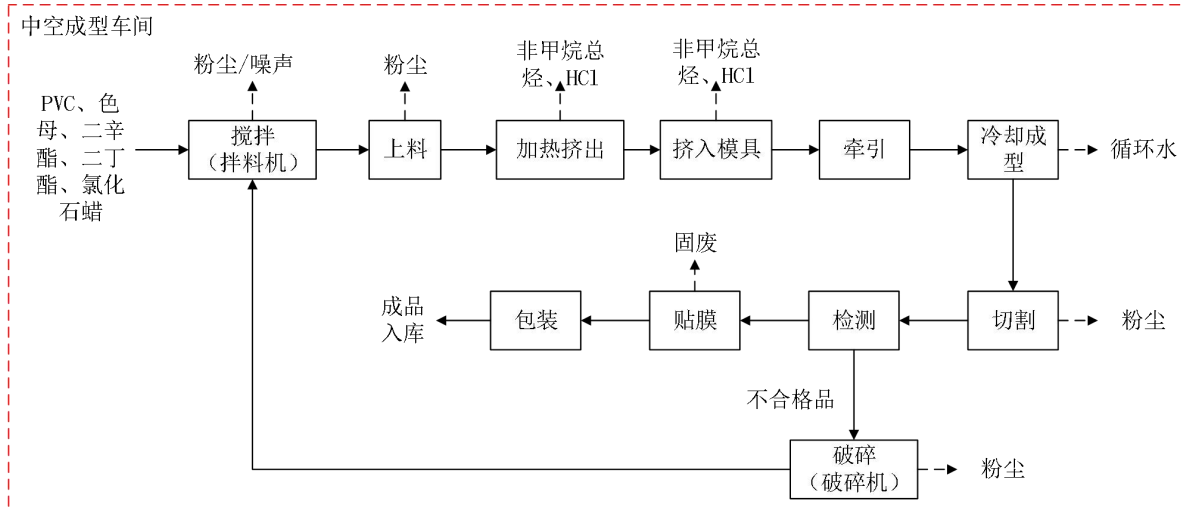 中空成型车间
粉尘/噪声
粉尘
非甲烷总
烃、HCl
非甲烷总
烃、HCl
PVC、色
母、二辛
酯、二丁
酯、氯化
石蜡
搅拌
（拌料机）
上料
加热挤出
挤入模具
牵引
冷却成
型
循环水
固废
成品
入库
包装
贴膜
检测
切割
粉尘
不合格品
破碎
（破碎机）
粉尘